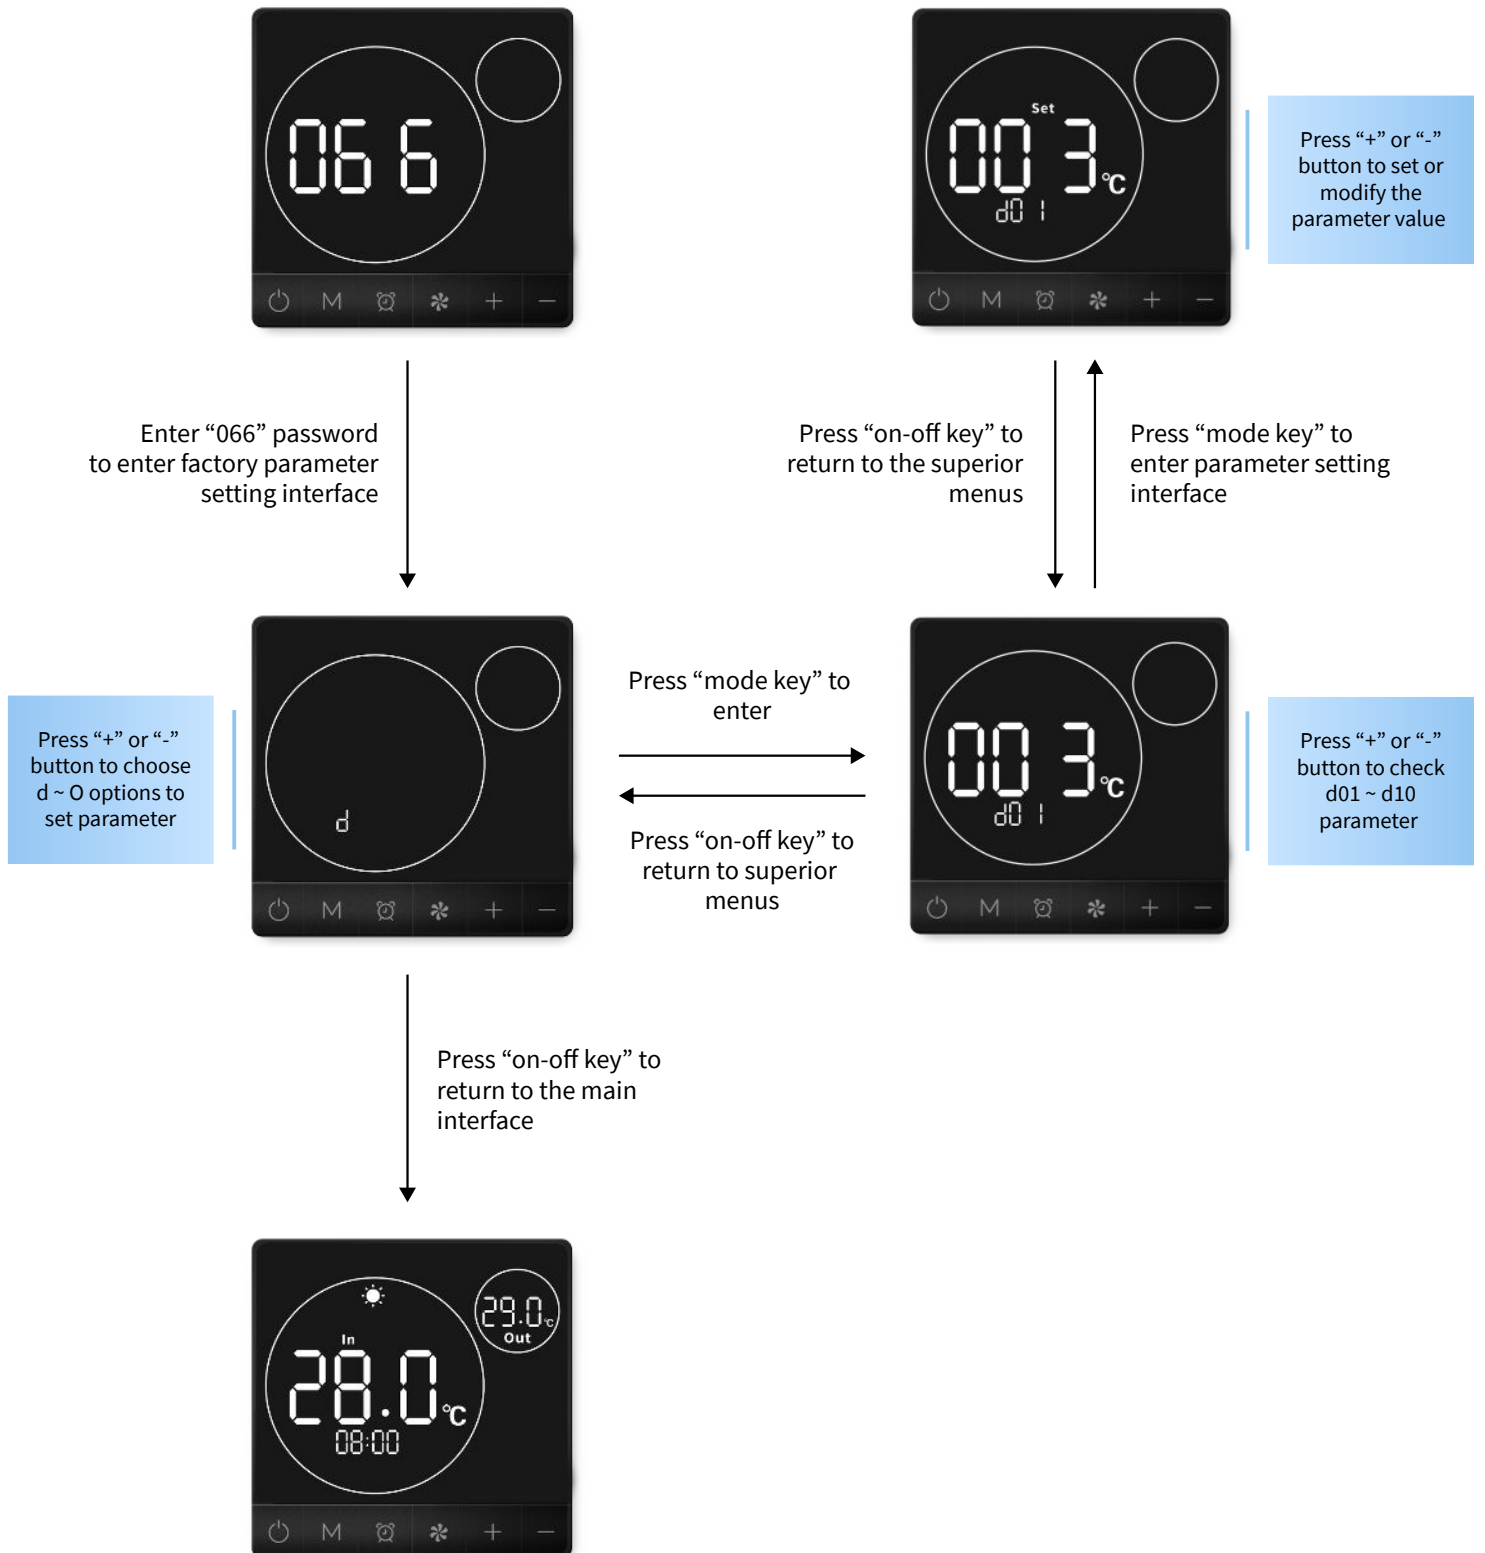 066
M + −
Set
003℃
d01
M + −
Press “+” or “-”
button to set or
modify the
parameter value
Enter “066” password
to enter factory parameter
setting interface
Press “on-off key” to
return to the superior
menus
Press “mode key” to
enter parameter setting
interface
Press “+” or “-”
button to choose
d ~ O options to
set parameter
d
M + −
Press “mode key” to
enter
Press “on-off key” to
return to superior
menus
003℃
d01
M + −
Press “+” or “-”
button to check
d01 ~ d10
parameter
Press “on-off key” to
return to the main
interface
29.0℃
Out
In
28.0℃
08:00
M + −